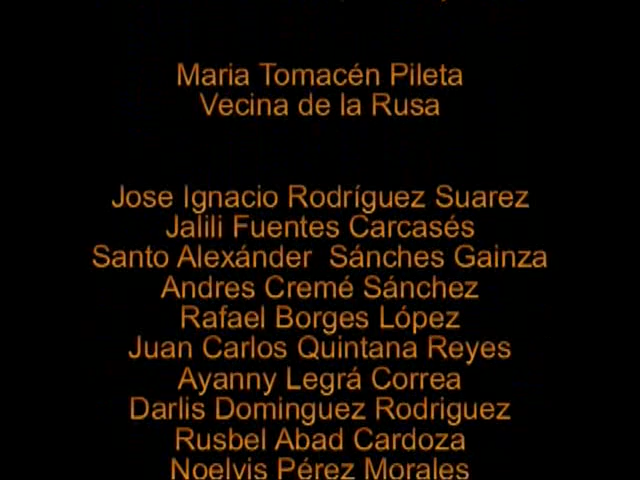 Maria Tomacén Pileta
Vecina de la Rusa
Jose Ignacio Rodríguez Suarez
Jalili Fuentes Carcasés
Santo Alexánder Sánches Gainza
Andres Cremé Sánchez
Rafael Borges López
Juan Carlos Quintana Reyes
Ayanny Legrá Correa
Darlis Dominguez Rodriguez
Rusbel Abad Cardoza
Noelvis Pérez Morales